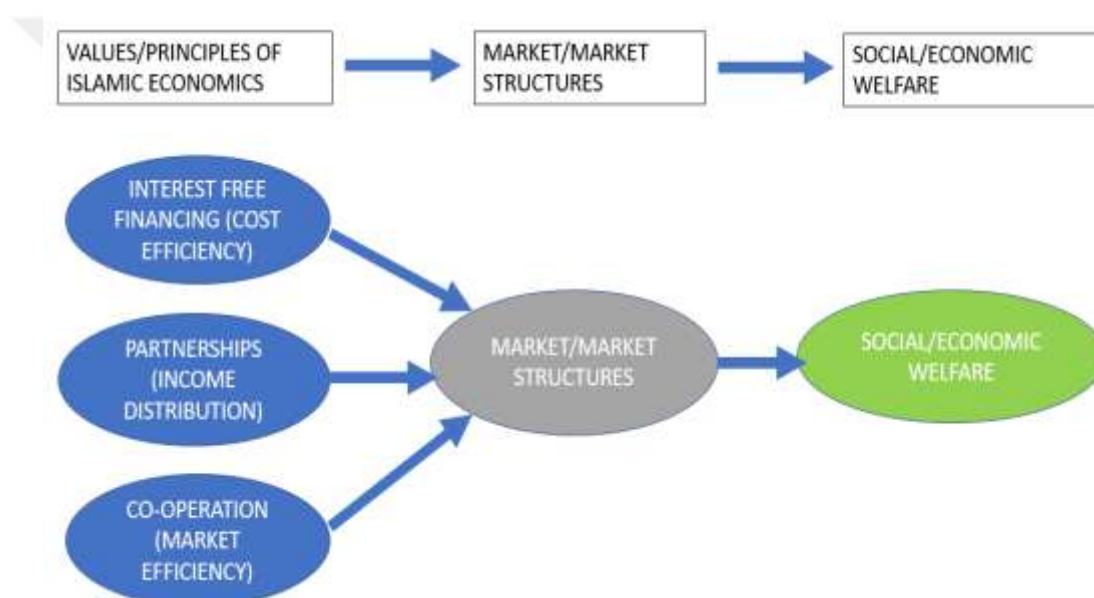 VALUES/PRINCIPLES OF
ISLAMIC ECONOMICS
MARKET/MARKET
STRUCTURES
SOCIAL/ECONOMIC
WELFARE
INTEREST FREE
FINANCING (COST
EFFICIENCY)
PARTNERSHIPS
(INCOME
DISTRIBUTION)
CO-OPERATION
(MARKET
EFFICIENCY)
MARKET/MARKET
STRUCTURES
SOCIAL/ECONOMIC
WELFARE